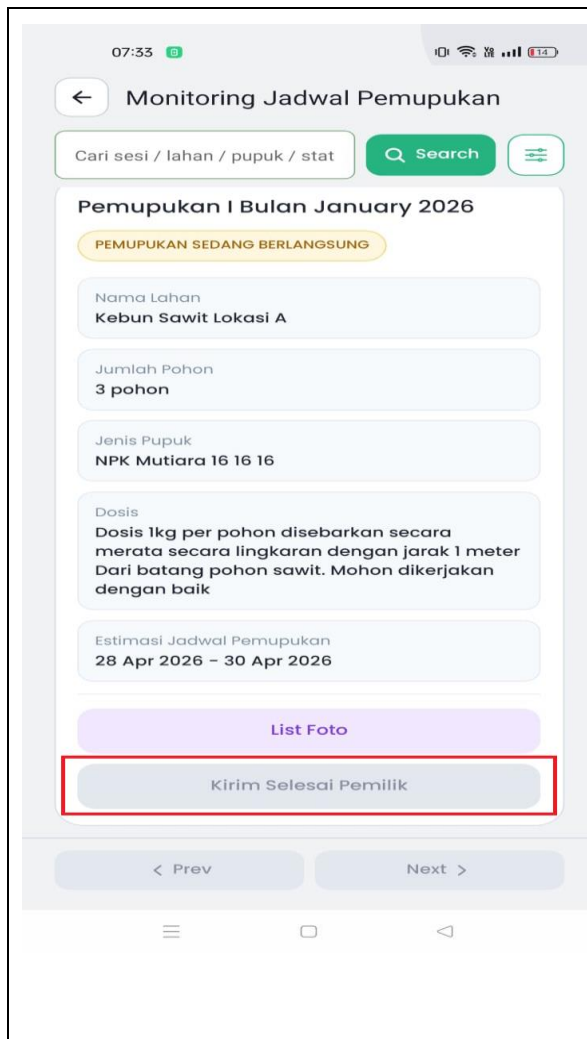 07:33
14
Monitoring Jadwal Pemupukan
Cari sesi / lahan / pupuk / stat
Search
Pemupukan I Bulan January 2026
PEMUPUKAN SEDANG BERLANGSUNG
Nama Lahan
Kebun Sawit Lokasi A
Jumlah Pohon
3 pohon
Jenis Pupuk
NPK Mutiara 16 16 16
Dosis
Dosis 1kg per pohon disebarkan secara
merata secara lingkaran dengan jarak 1 meter
Dari batang pohon sawit. Mohon dikerjakan
dengan baik
Estimasi Jadwal Pemupukan
28 Apr 2026 - 30 Apr 2026
List Foto
Kirim Selesai Pemilik
< Prev
Next >